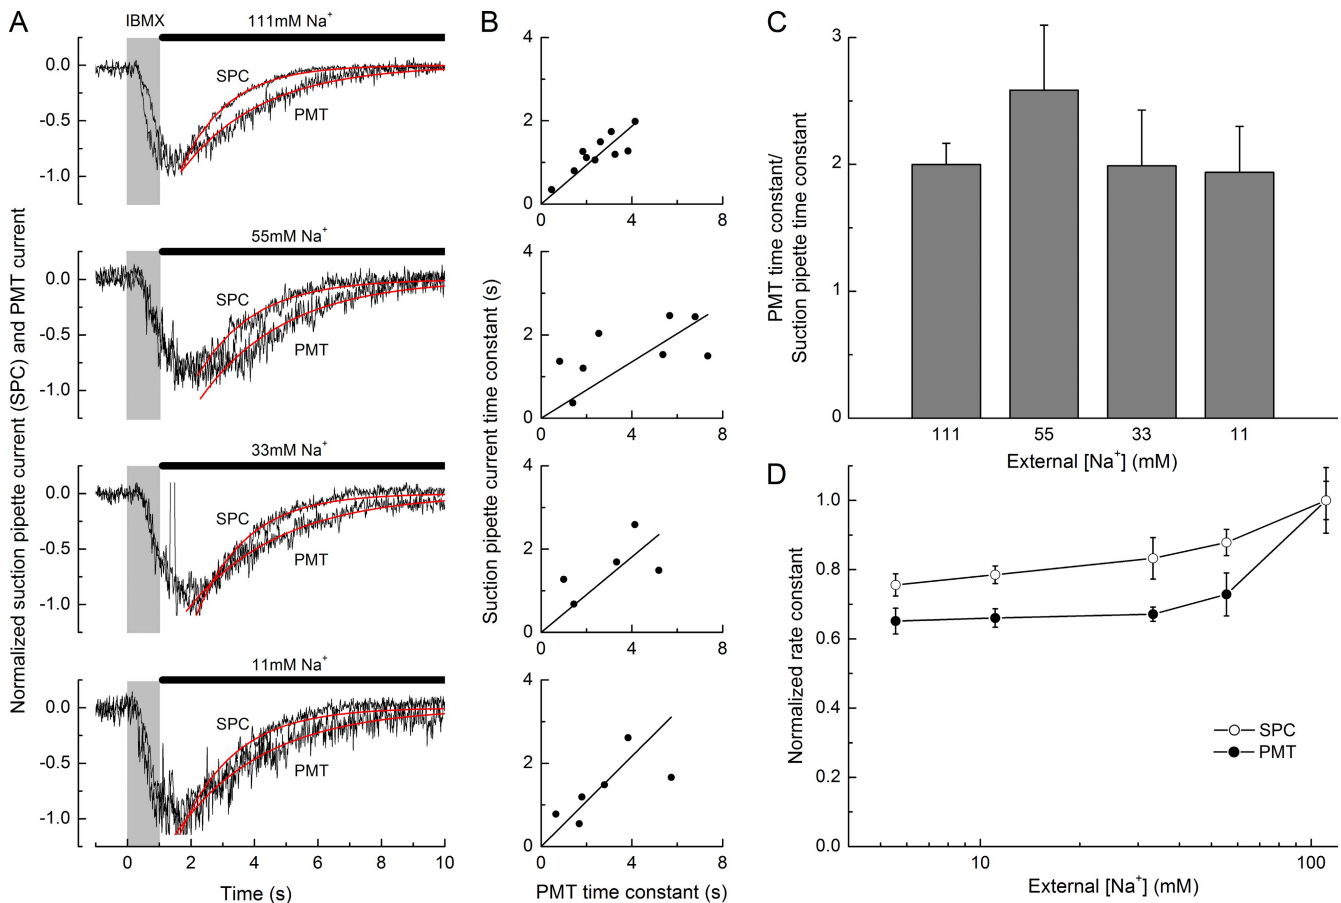 A
IBMX
111mM Na⁺
0.0
-0.5
-1.0
SPC
PMT
55mM Na⁺
0.0
-0.5
-1.0
SPC
PMT
33mM Na⁺
0.0
-0.5
-1.0
SPC
PMT
11mM Na⁺
0.0
-0.5
-1.0
SPC
PMT
0 2 4 6 8 10
Time (s)
Normalized suction pipette current (SPC) and PMT current
B
4
2
0
0 4 8
4
2
0
0 4 8
4
2
0
0 4 8
4
2
0
0 4 8
PMT time constant (s)
Suction pipette current time constant (s)
C
3
2
1
0
111 55 33 11
External [Na⁺] (mM)
PMT time constant/
Suction pipette time constant
D
1.0
0.8
0.6
0.4
0.2
0.0
SPC
PMT
10 100
External [Na⁺] (mM)
Normalized rate constant